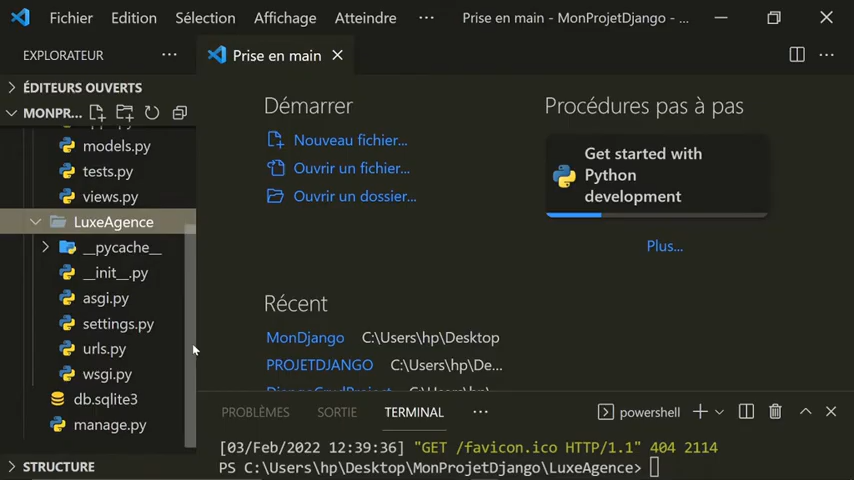 Fichier Edition Sélection Affichage Atteindre ··· Prise en main - MonProjetDjango - ...
EXPLORATEUR ··· Prise en main
ÉDITEURS OUVERTS
MONPR...
Démarrer
Procédures pas à pas
models.py
Nouveau fichier...
Get started with
Python
development
tests.py
Ouvrir un fichier...
views.py
Ouvrir un dossier...
LuxeAgence
__pycache__
Plus...
__init__.py
asgi.py
Récent
settings.py
MonDjango C:\Users\hp\Desktop
urls.py
PROJETDJANGO C:\Users\hp\De...
wsgi.py
db.sqlite3
PROBLÈMES SORTIE TERMINAL ··· powershell
manage.py
[03/Feb/2022 12:39:36] "GET /favicon.ico HTTP/1.1" 404 2114
STRUCTURE
PS C:\Users\hp\Desktop\MonProjetDjango\LuxeAgence>